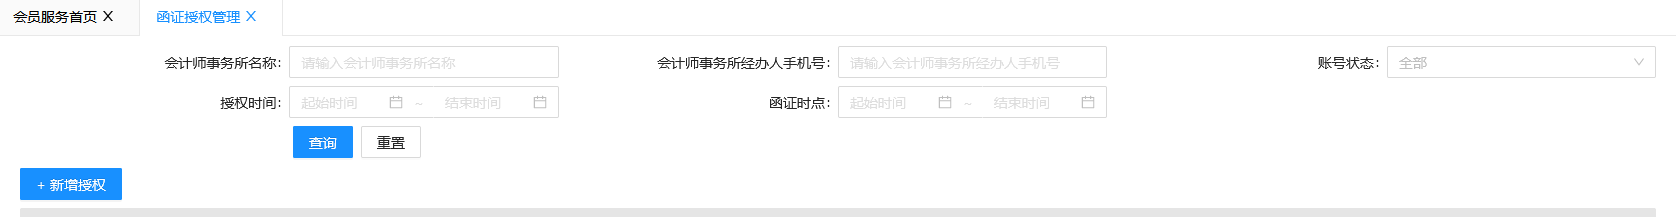 会员服务首页 X 函证授权管理 X
会计师事务所名称: 请输入会计师事务所名称 会计师事务所经办人手机号: 请输入会计师事务所经办人手机号 账号状态: 全部
授权时间: 起始时间 ~ 结束时间 函证时点: 起始时间 ~ 结束时间
查询 重置
+ 新增授权